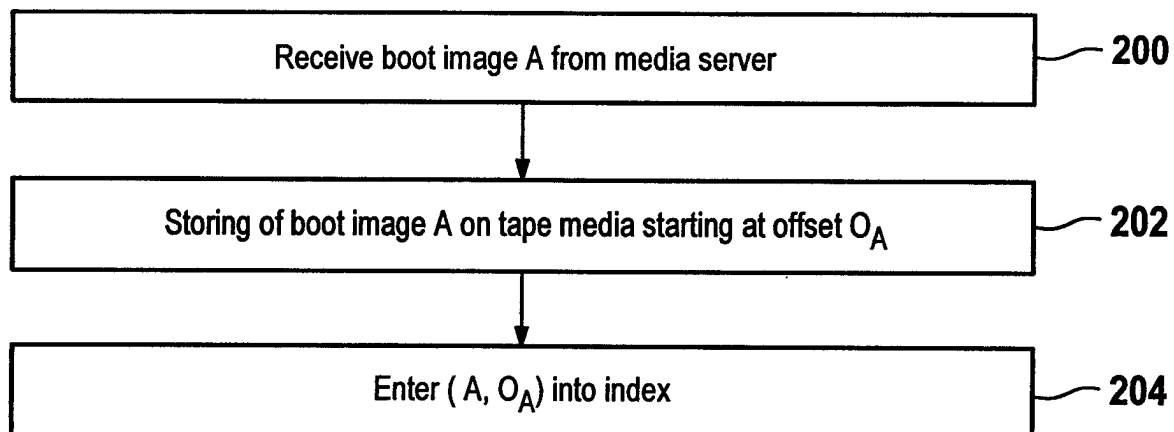 Receive boot image A from media server
200
Storing of boot image A on tape media starting at offset O_A
202
Enter ( A, O_A) into index
204